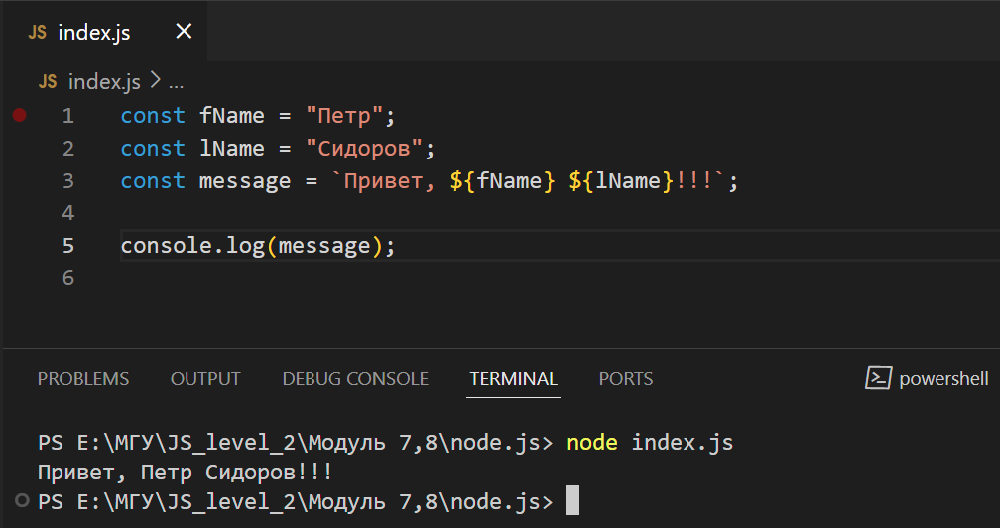 JS index.js ×
JS index.js > ...
1 const fName = "Петр";
2 const lName = "Сидоров";
3 const message = `Привет, ${fName} ${lName}!!!`;
4
5 console.log(message);
6
PROBLEMS OUTPUT DEBUG CONSOLE TERMINAL PORTS powershell
PS E:\МГУ\JS_level_2\Модуль 7,8\node.js> node index.js
Привет, Петр Сидоров!!!
PS E:\МГУ\JS_level_2\Модуль 7,8\node.js>